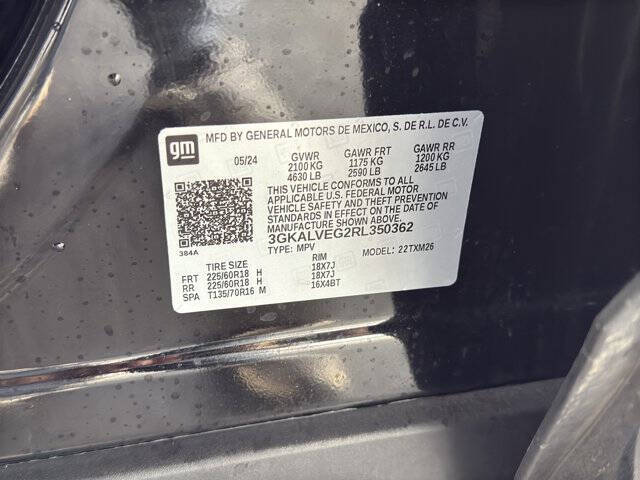 gm
MFD BY GENERAL MOTORS DE MEXICO, S. DE R.L. DE C.V.
05/24 GVWR GAWR FRT GAWR RR
2100 KG 1175 KG 1200 KG
4630 LB 2590 LB 2645 LB
THIS VEHICLE CONFORMS TO ALL
APPLICABLE U.S. FEDERAL MOTOR
VEHICLE SAFETY AND THEFT PREVENTION
STANDARDS IN EFFECT ON THE DATE OF
MANUFACTURE SHOWN ABOVE.
3GKALVEG2RL350362
384A
TYPE: MPV MODEL: 22TXM26
TIRE SIZE RIM
FRT 225/60R18 H 18X7J
RR 225/60R18 H 18X7J
SPA T135/70R16 M 16X4BT